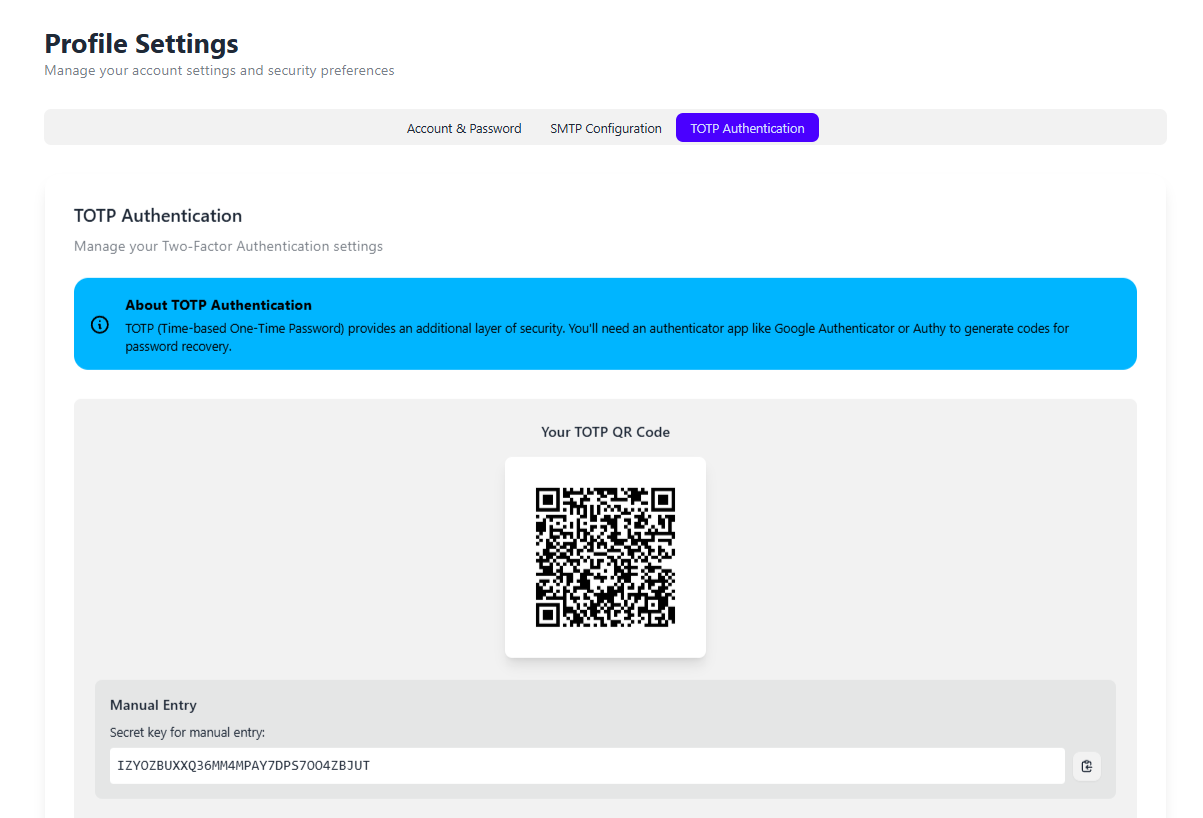 Profile Settings
Manage your account settings and security preferences
Account & Password
SMTP Configuration
TOTP Authentication
TOTP Authentication
Manage your Two-Factor Authentication settings
About TOTP Authentication
TOTP (Time-based One-Time Password) provides an additional layer of security. You'll need an authenticator app like Google Authenticator or Authy to generate codes for
password recovery.
Your TOTP QR Code
Manual Entry
Secret key for manual entry:
IZYOZBUXXQ36MM4MPAY7DPS7OO4ZBJUT